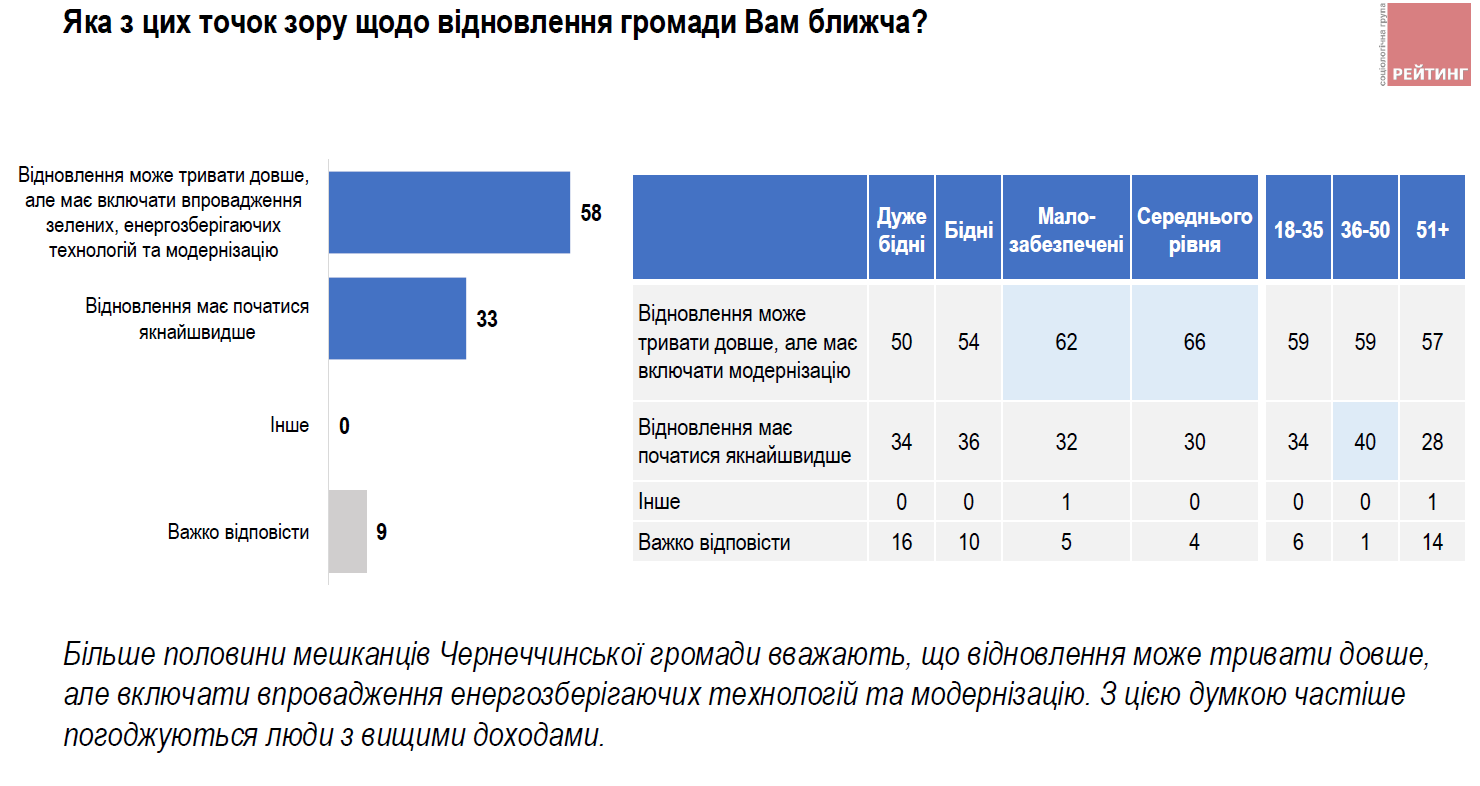 Яка з цих точок зору щодо відновлення громади Вам ближча?
соціологічна група
РЕЙТИНГ
Відновлення може тривати довше,
але має включати впровадження
зелених, енергозберігаючих
технологій та модернізацію
58
Відновлення має початися
якнайшвидше
33
Інше
0
Важко відповісти
9
Дуже бідні Бідні Мало-забезпечені Середнього рівня 18-35 36-50 51+
Відновлення може
тривати довше, але має
включати модернізацію
50 54 62 66 59 59 57
Відновлення має
початися якнайшвидше
34 36 32 30 34 40 28
Інше 0 0 1 0 0 0 1
Важко відповісти 16 10 5 4 6 1 14
Більше половини мешканців Чернеччинської громади вважають, що відновлення може тривати довше,
але включати впровадження енергозберігаючих технологій та модернізацію. З цією думкою частіше
погоджуються люди з вищими доходами.